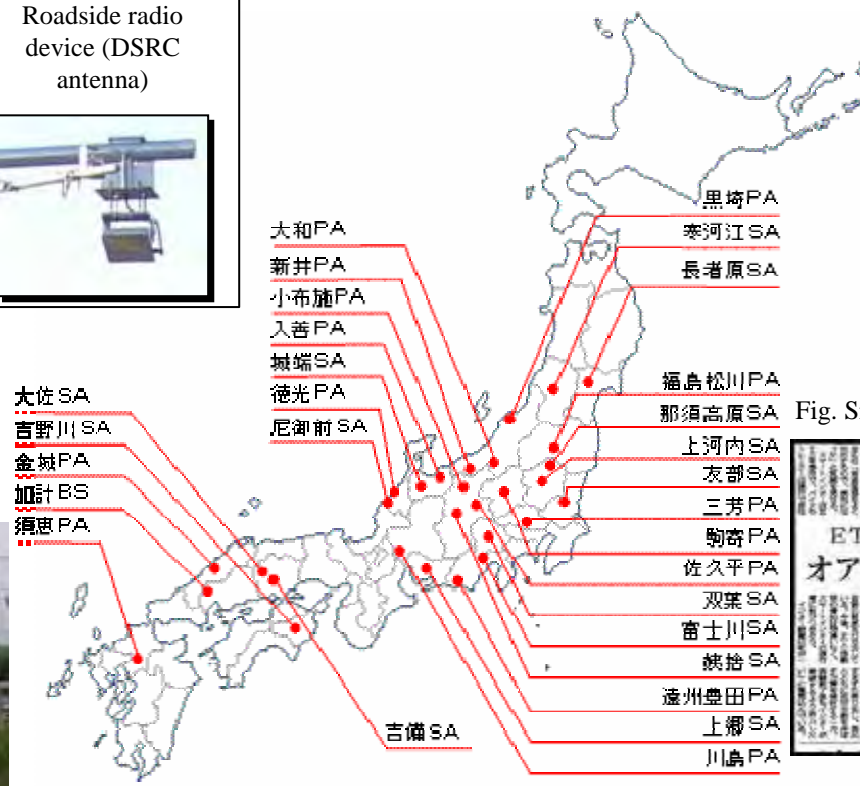 Roadside radio
device (DSRC
antenna)
黒埼PA
寒河江SA
長者原SA
大和PA
新井PA
小布施PA
入善PA
城端SA
徳光PA
尼御前SA
大佐SA
吉野川SA
金城PA
加計BS
須恵PA
福島松川PA
那須高原SA
上河内SA
友部SA
三芳PA
駒寄PA
佐久平PA
双葉SA
富士川SA
姨捨SA
遠州豊田PA
上郷SA
川島PA
吉備SA
Fig. S
ET
オア